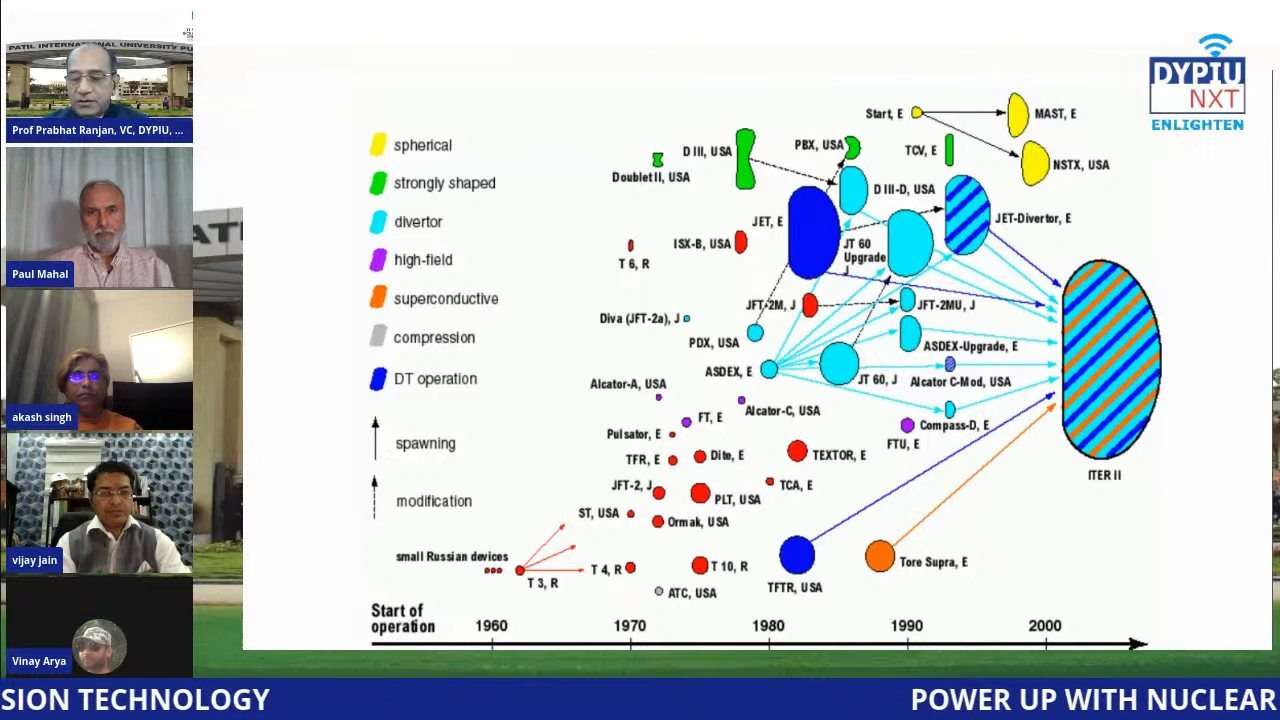 PATIL INTERNATIONAL UNIVERSITY PU
Prof Prabhat Ranjan, VC, DYPIU, ...
Paul Mahal
akash singh
vijay jain
Vinay Arya
DYPIU
NXT
ENLIGHTEN
spherical
strongly shaped
divertor
high-field
superconductive
compression
DT operation
spawning
modification
Start, E
MAST, E
NSTX, USA
PBX, USA
TCV, E
D III, USA
Doublet II, USA
D III-D, USA
JET-Divertor, E
JET, E
ISX-B, USA
T 6, R
JT 60
Upgrade
J
JFT-2M, J
JFT-2MU, J
Diva (JFT-2a), J
PDX, USA
ASDEX-Upgrade, E
ASDEX, E
JT 60, J
Alcator C-Mod, USA
Alcator-A, USA
Alcator-C, USA
FT, E
Compass-D, E
FTU, E
Pulsator, E
TFR, E
Dite, E
TEXTOR, E
ITER II
JFT-2, J
PLT, USA
TCA, E
ST, USA
Ormak, USA
small Russian devices
T 3, R
T 4, R
T 10, R
ATC, USA
TFTR, USA
Tore Supra, E
Start of
operation
1960
1970
1980
1990
2000
SION TECHNOLOGY
POWER UP WITH NUCLEAR